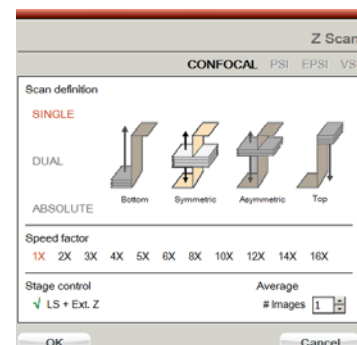 Z Scan
CONFOCAL PSI EPSI VS
Scan definition
SINGLE
DUAL
ABSOLUTE
Bottom Symmetric Asymmetric Top
Speed factor
1X 2X 3X 4X 5X 6X 8X 10X 12X 14X 16X
Stage control Average
√ LS + Ext. Z # Images 1
OK Cancel